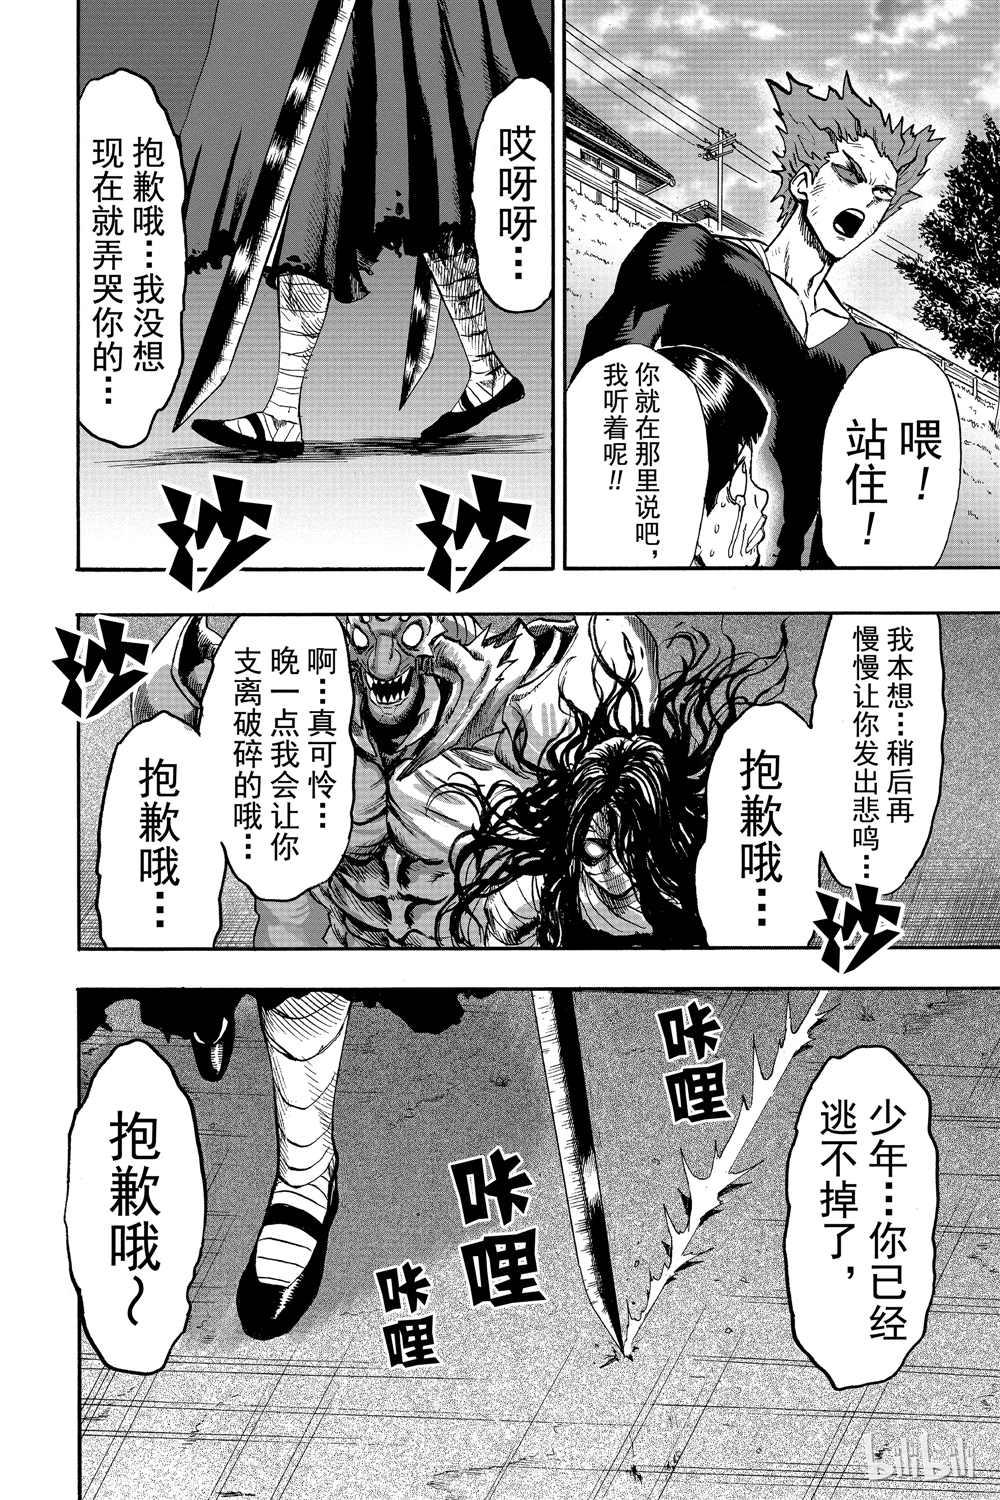 喂！
站住！
你就在那里说吧，
我听着呢!!
哎呀呀…
抱歉哦…我没想
现在就弄哭你的…
沙
沙
我本想…稍后再
慢慢让你发出悲鸣…
抱歉哦…
啊…真可怜…
晚一点我会让你
支离破碎的哦…
抱歉哦…
沙
沙
少年…你已经
逃不掉了，
抱歉哦～
咔哩
咔哩
咔哩
bilibili